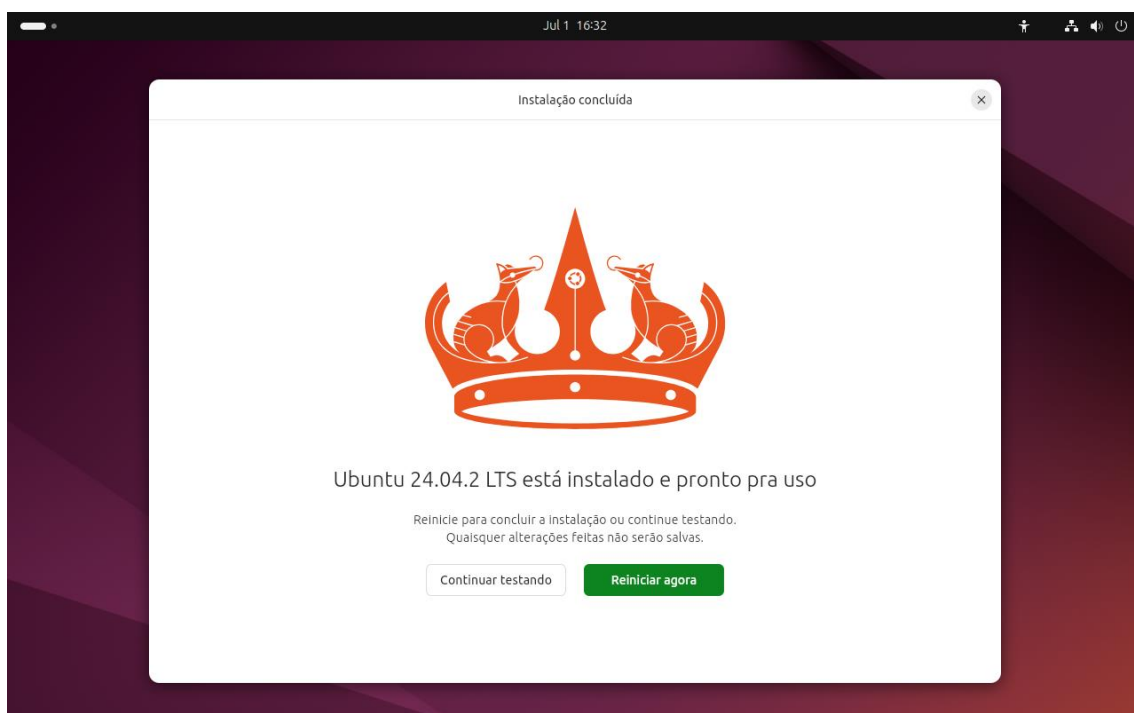 Jul 1 16:32
Instalação concluída
Ubuntu 24.04.2 LTS está instalado e pronto pra uso
Reinicie para concluir a instalação ou continue testando.
Quaisquer alterações feitas não serão salvas.
Continuar testando
Reiniciar agora